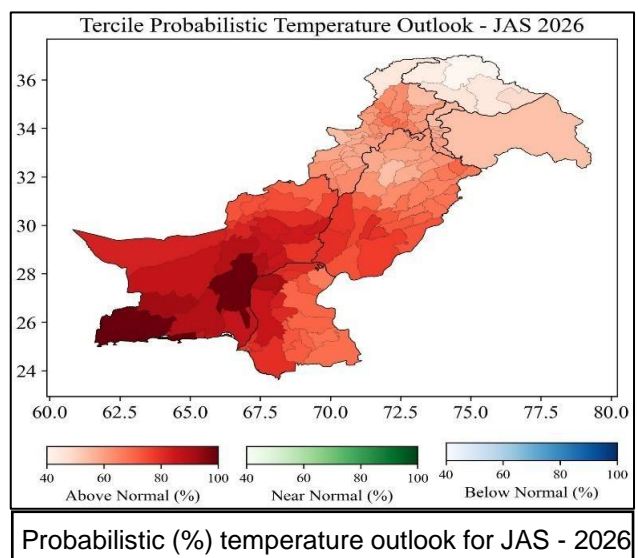 Tercile Probabilistic Temperature Outlook - JAS 2026
36
34
32
30
28
26
24
60.0 62.5 65.0 67.5 70.0 72.5 75.0 77.5 80.0
40 60 80 100 40 60 80 100 40 60 80 100
Above Normal (%) Near Normal (%) Below Normal (%)
Probabilistic (%) temperature outlook for JAS - 2026